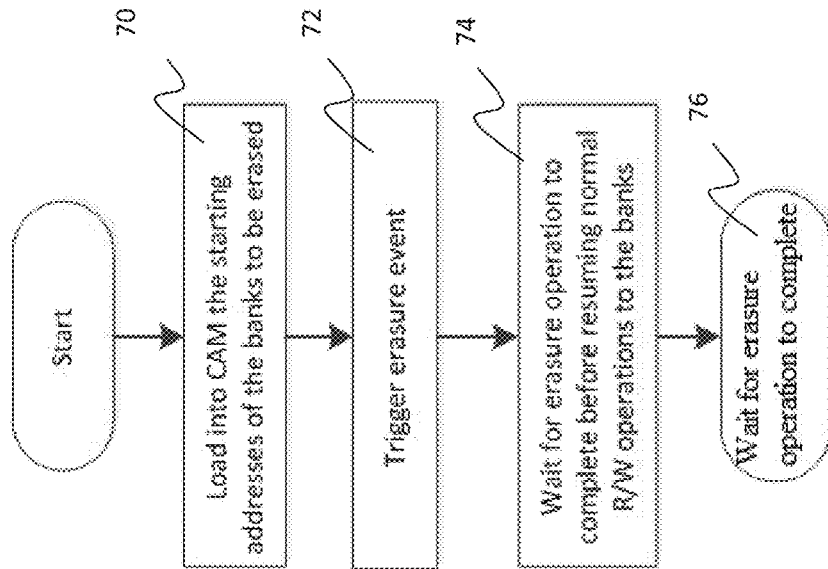 Start
70
Load into CAM the starting
addresses of the banks to be erased
72
Trigger erasure event
74
Wait for erasure operation to
complete before resuming normal
R/W operations to the banks
76
Wait for erasure
operation to complete